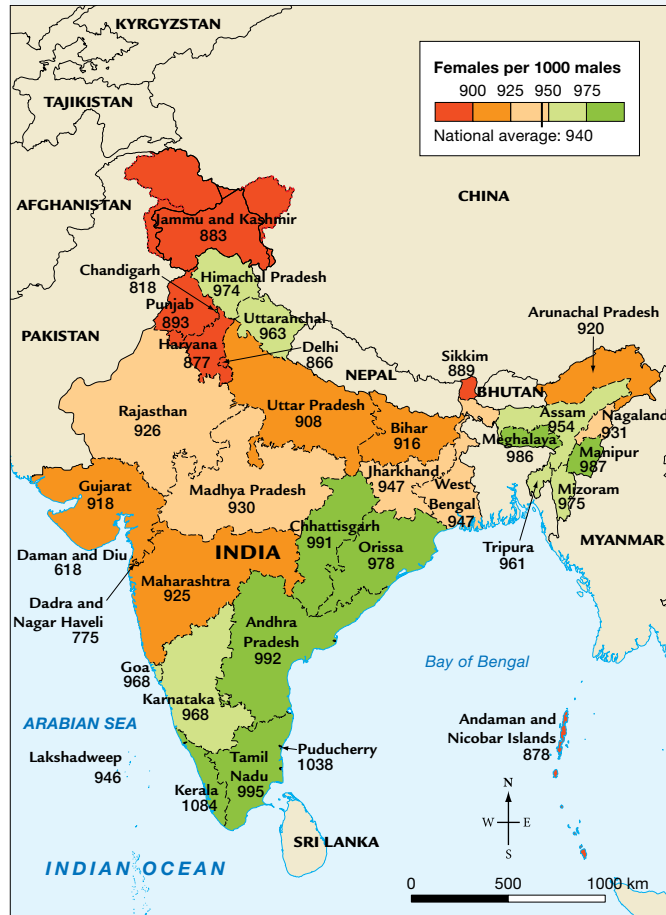 KYRGYZSTAN
TAJIKISTAN
AFGHANISTAN
PAKISTAN
CHINA
Females per 1000 males
900 925 950 975
National average: 940
Jammu and Kashmir
883
Chandigarh
818
Himachal Pradesh
974
Punjab
893
Uttaranchal
963
Haryana
877
Delhi
866
NEPAL
Sikkim
889
BHUTAN
Arunachal Pradesh
920
Rajasthan
926
Uttar Pradesh
908
Bihar
916
Assam
954
Nagaland
931
Meghalaya
986
Manipur
987
Mizoram
975
Tripura
961
MYANMAR
Gujarat
918
Madhya Pradesh
930
Jharkhand
947
West
Bengal
947
Chhattisgarh
991
INDIA
Orissa
978
Daman and Diu
618
Dadra and
Nagar Haveli
775
Maharashtra
925
Andhra
Pradesh
992
Goa
968
Karnataka
968
Bay of Bengal
ARABIAN SEA
Lakshadweep
946
Puducherry
1038
Tamil
Nadu
995
Kerala
1084
Andaman and
Nicobar Islands
878
SRI LANKA
INDIAN OCEAN
N
W E
S
0 500 1000 km